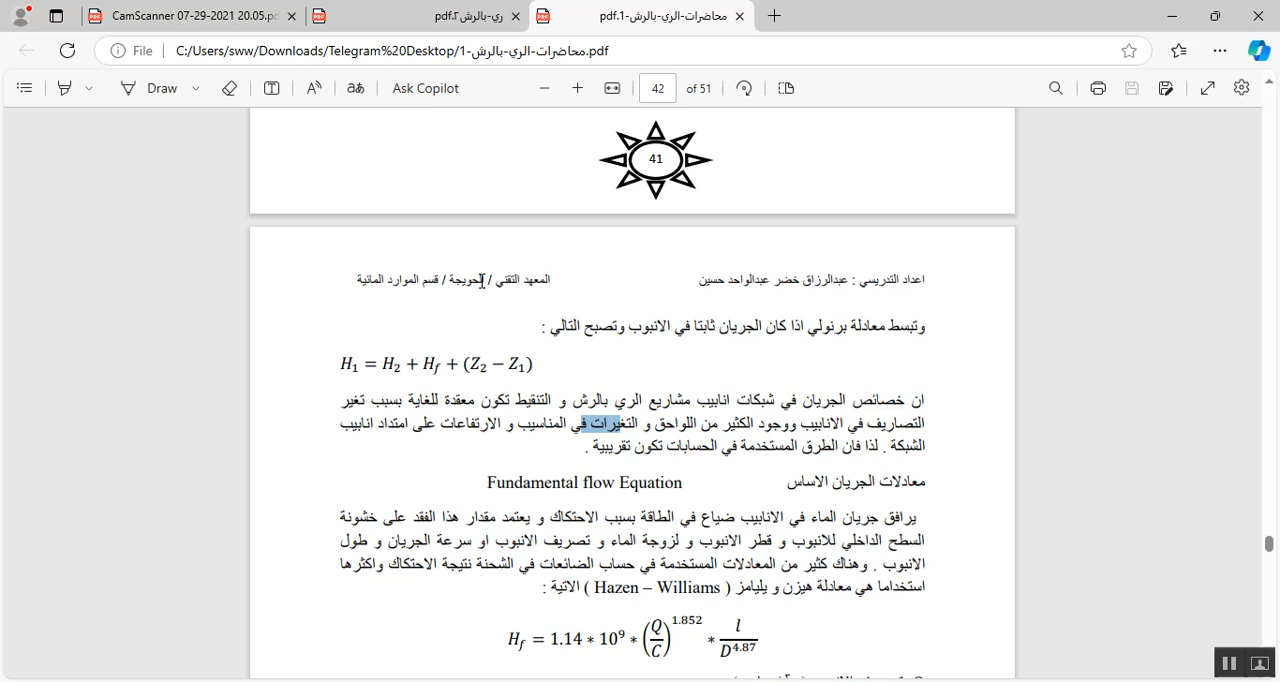 CamScanner 07-29-2021 20.05.pd
ري-بالرش٢.pdf
محاضرات-الري-بالرش-1.pdf
File
C:/Users/sww/Downloads/Telegram%20Desktop/محاضرات-الري-بالرش-1.pdf
Draw
Ask Copilot
42
of 51
41
اعداد التدريسي : عبدالرزاق خضر عبدالواحد حسين
المعهد التقني / الحويجة / قسم الموارد المائية
وتبسط معادلة برنولي اذا كان الجريان ثابتا في الانبوب وتصبح التالي :
H₁ = H₂ + H_f + (Z₂ − Z₁)
ان خصائص الجريان في شبكات انابيب مشاريع الري بالرش و التنقيط تكون معقدة للغاية بسبب تغير
التصاريف في الانابيب ووجود الكثير من اللواحق و التغيرات في المناسيب و الارتفاعات على امتداد انابيب
الشبكة . لذا فان الطرق المستخدمة في الحسابات تكون تقريبية .
معادلات الجريان الاساس Fundamental flow Equation
يرافق جريان الماء في الانابيب ضياع في الطاقة بسبب الاحتكاك و يعتمد مقدار هذا الفقد على خشونة
السطح الداخلي للانبوب و قطر الانبوب و لزوجة الماء و تصريف الانبوب او سرعة الجريان و طول
الانبوب . وهناك كثير من المعادلات المستخدمة في حساب الضائعات في الشحنة نتيجة الاحتكاك واكثرها
استخداما هي معادلة هيزن و يليامز ( Hazen – Williams ) الاتية :
H_f = 1.14 * 10⁹ * (Q/C)^1.852 * l/D^4.87